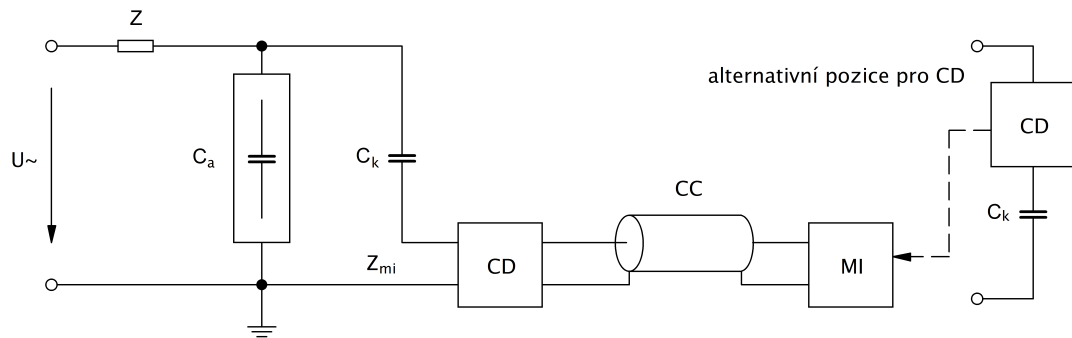 Z
alternativní pozice pro CD
CD
U~
Ca
Ck
CC
Ck
Zmi
CD
MI